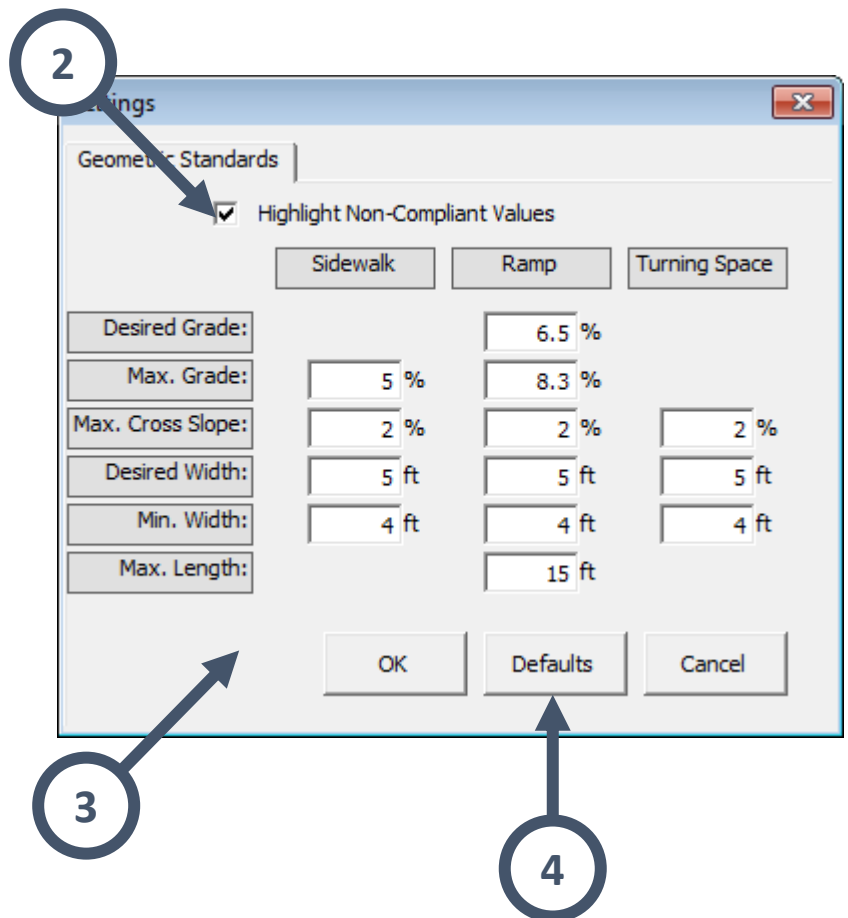 2
ings
Geometric Standards
Highlight Non-Compliant Values
Sidewalk Ramp Turning Space
Desired Grade: 6.5 %
Max. Grade: 5 % 8.3 %
Max. Cross Slope: 2 % 2 % 2 %
Desired Width: 5 ft 5 ft 5 ft
Min. Width: 4 ft 4 ft 4 ft
Max. Length: 15 ft
OK Defaults Cancel
3
4